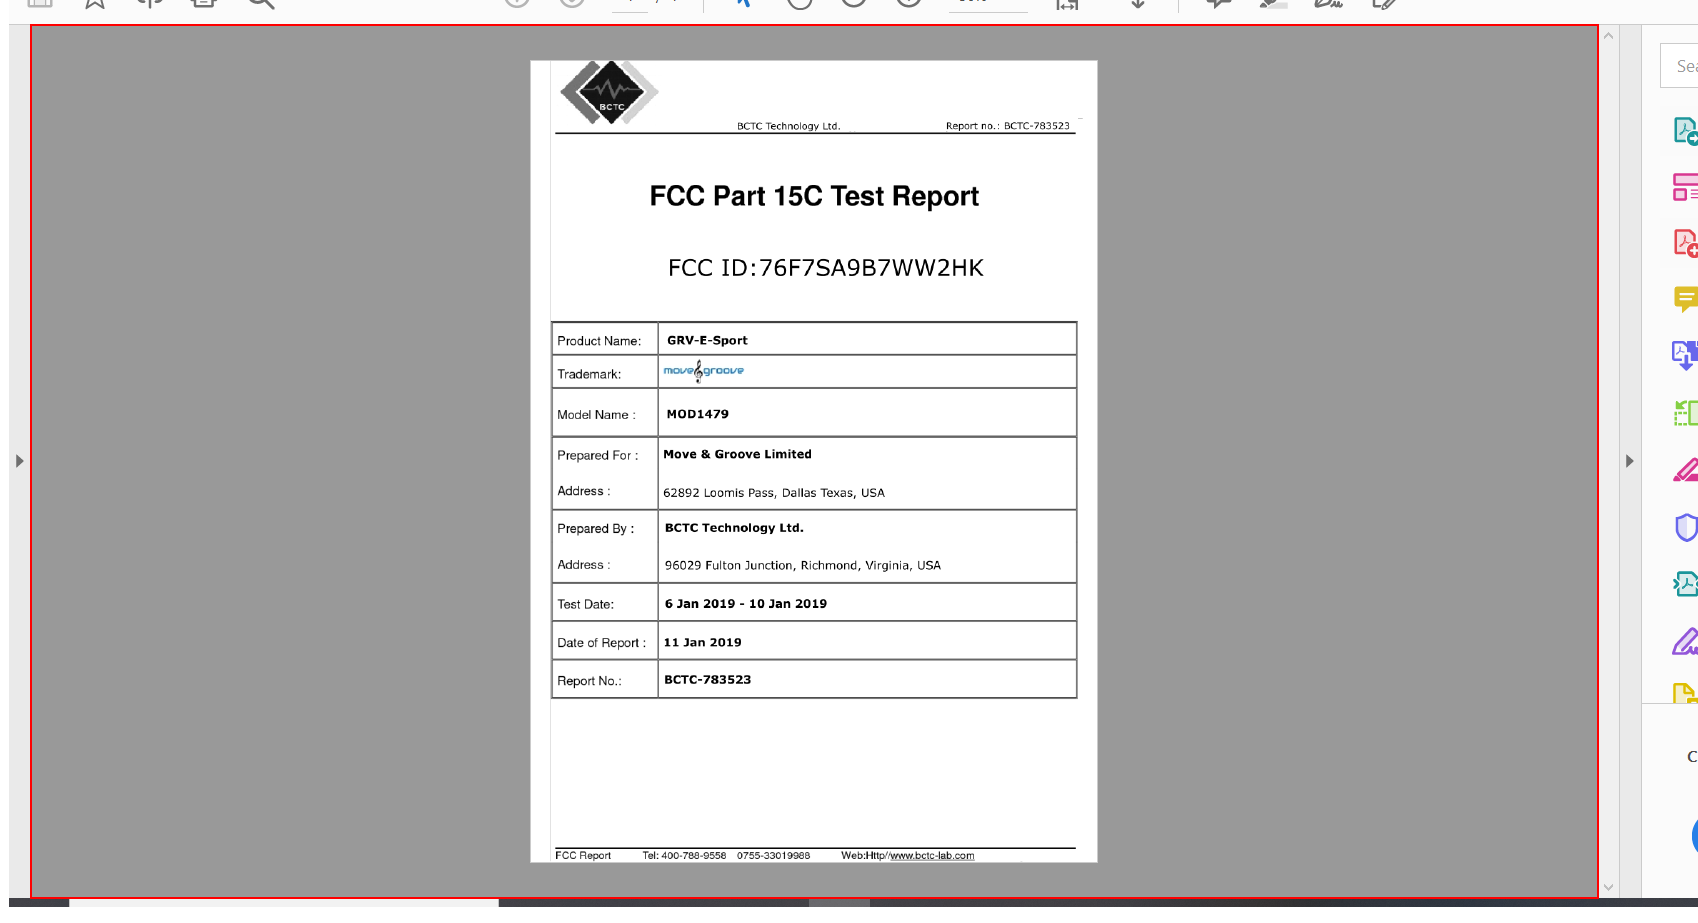 Sea
BCTC
BCTC Technology Ltd. Report no.: BCTC-783523
FCC Part 15C Test Report
FCC ID:76F7SA9B7WW2HK
Product Name: GRV-E-Sport
Trademark: move groove
Model Name : MOD1479
Prepared For : Move & Groove Limited
Address : 62892 Loomis Pass, Dallas Texas, USA
Prepared By : BCTC Technology Ltd.
Address : 96029 Fulton Junction, Richmond, Virginia, USA
Test Date: 6 Jan 2019 - 10 Jan 2019
Date of Report : 11 Jan 2019
Report No.: BCTC-783523
C
FCC Report Tel: 400-788-9558 0755-33019988 Web:Http//www.bctc-lab.com